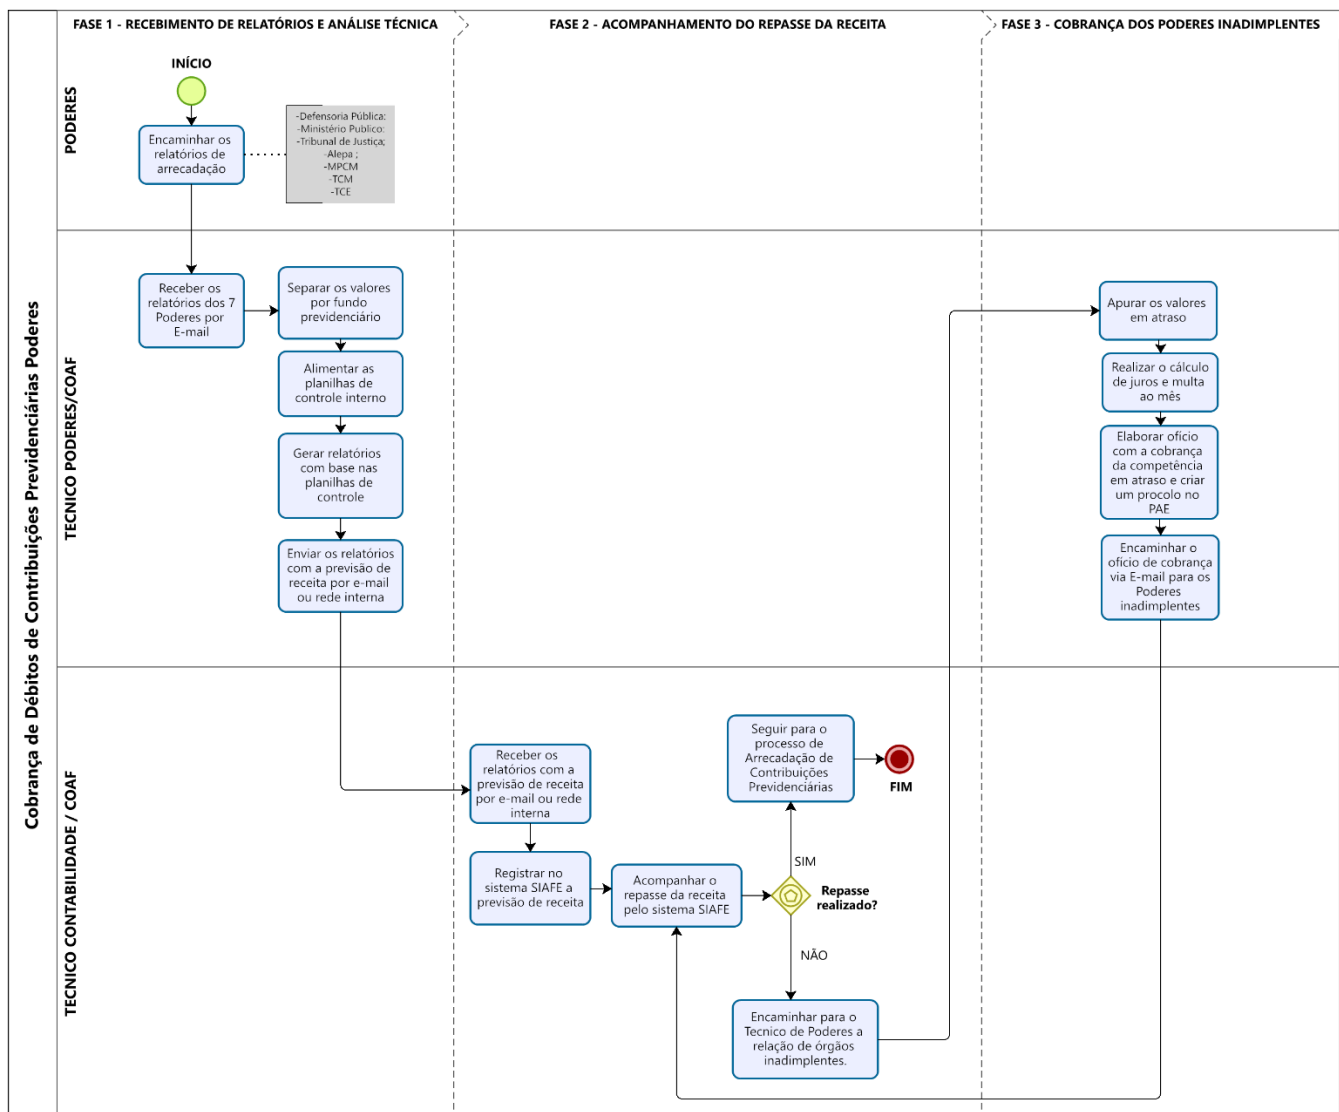 FASE 1 - RECEBIMENTO DE RELATÓRIOS E ANÁLISE TÉCNICA
FASE 2 - ACOMPANHAMENTO DO REPASSE DA RECEITA
FASE 3 - COBRANÇA DOS PODERES INADIMPLENTES
Cobrança de Débitos de Contribuições Previdenciárias Poderes
PODERES
INÍCIO
Encaminhar os
relatórios de
arrecadação
-Defensoria Pública:
-Ministério Publico:
-Tribunal de Justiça;
-Alepa ;
-MPCM
-TCM
-TCE
TECNICO PODERES/COAF
Receber os
relatórios dos 7
Poderes por
E-mail
Separar os valores
por fundo
previdenciário
Alimentar as
planilhas de
controle interno
Gerar relatórios
com base nas
planilhas de
controle
Enviar os relatórios
com a previsão de
receita por e-mail
ou rede interna
Apurar os valores
em atraso
Realizar o cálculo
de juros e multa
ao mês
Elaborar ofício
com a cobrança
da competência
em atraso e criar
um procolo no
PAE
Encaminhar o
ofício de cobrança
via E-mail para os
Poderes
inadimplentes
TECNICO CONTABILIDADE / COAF
Receber os
relatórios com a
previsão de receita
por e-mail ou rede
interna
Registrar no
sistema SIAFE a
previsão de receita
Acompanhar o
repasse da receita
pelo sistema SIAFE
Repasse
realizado?
SIM
Seguir para o
processo de
Arrecadação de
Contribuições
Previdenciárias
FIM
NÃO
Encaminhar para o
Tecnico de Poderes a
relação de órgãos
inadimplentes.